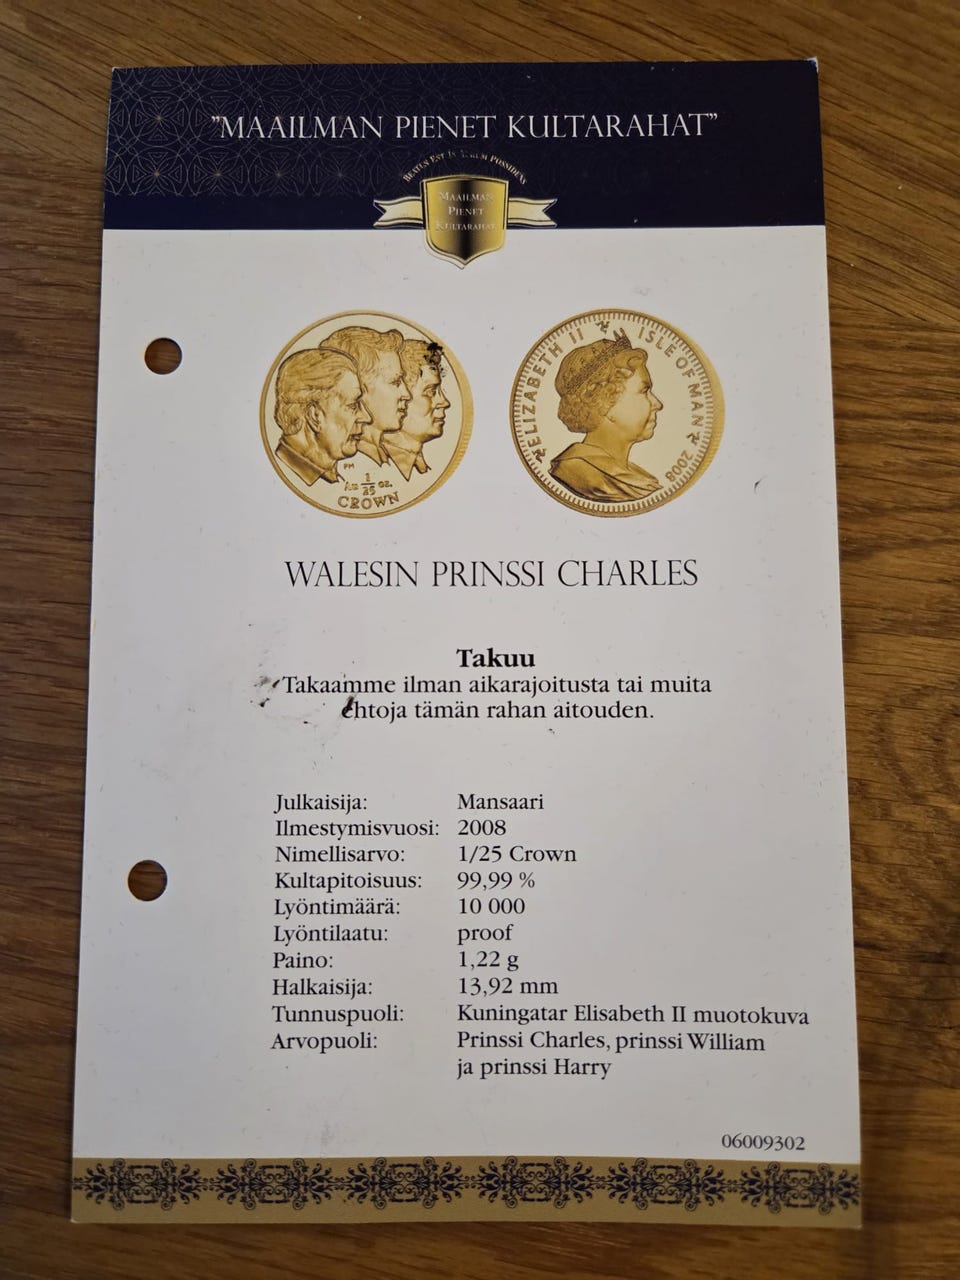 "MAAILMAN PIENET KULTARAHAT"
MAAILMAN
PIENET
KULTARAHAT
PM
Au 1/25 oz.
CROWN
ELIZABETH II ISLE OF MAN 2008
WALESIN PRINSSI CHARLES
Takuu
Takaamme ilman aikarajoitusta tai muita
ehtoja tämän rahan aitouden.
Julkaisija: Mansaari
Ilmestymisvuosi: 2008
Nimellisarvo: 1/25 Crown
Kultapitoisuus: 99,99 %
Lyöntimäärä: 10 000
Lyöntilaatu: proof
Paino: 1,22 g
Halkaisija: 13,92 mm
Tunnuspuoli: Kuningatar Elisabeth II muotokuva
Arvopuoli: Prinssi Charles, prinssi William
ja prinssi Harry
06009302